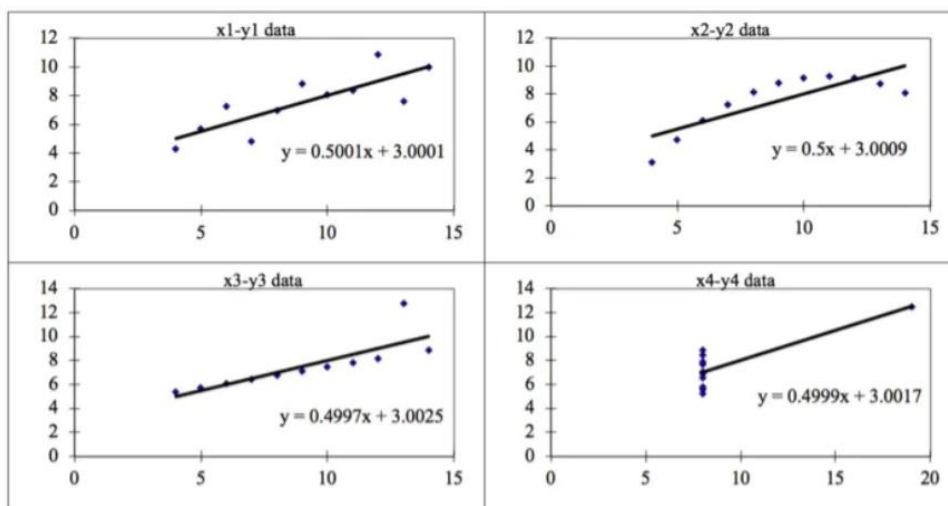 x1-y1 data
12
10
8
6
4
2
0
0 5 10 15
y = 0.5001x + 3.0001
x2-y2 data
12
10
8
6
4
2
0
0 5 10 15
y = 0.5x + 3.0009
x3-y3 data
14
12
10
8
6
4
2
0
0 5 10 15
y = 0.4997x + 3.0025
x4-y4 data
14
12
10
8
6
4
2
0
0 5 10 15 20
y = 0.4999x + 3.0017